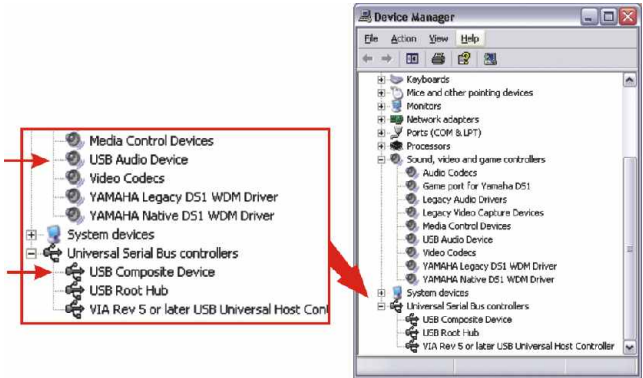 Media Control Devices
USB Audio Device
Video Codecs
YAMAHA Legacy DS1 WDM Driver
YAMAHA Native DS1 WDM Driver
System devices
Universal Serial Bus controllers
USB Composite Device
USB Root Hub
VIA Rev 5 or later USB Universal Host Cont
Device Manager
File Action View Help
Keyboards
Mice and other pointing devices
Monitors
Network adapters
Ports (COM & LPT)
Processors
Sound, video and game controllers
Audio Codecs
Game port for Yamaha DS1
Legacy Audio Drivers
Legacy Video Capture Devices
Media Control Devices
USB Audio Device
Video Codecs
YAMAHA Legacy DS1 WDM Driver
YAMAHA Native DS1 WDM Driver
System devices
Universal Serial Bus controllers
USB Composite Device
USB Root Hub
VIA Rev 5 or later USB Universal Host Controller